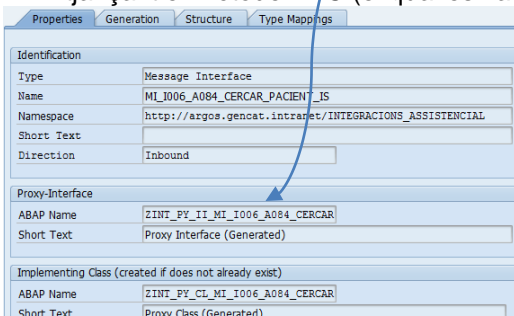 Properties Generation Structure Type Mappings
Identification
Type Message Interface
Name MI_I006_A084_CERCAR_PACIENT_IS
Namespace http://argos.gencat.intranet/INTEGRACIONS_ASSISTENCIAL
Short Text
Direction Inbound
Proxy-Interface
ABAP Name ZINT_PY_II_MI_I006_A084_CERCAR
Short Text Proxy Interface (Generated)
Implementing Class (created if does not already exist)
ABAP Name ZINT_PY_CL_MI_I006_A084_CERCAR
Short Text Proxy Class (Generated)